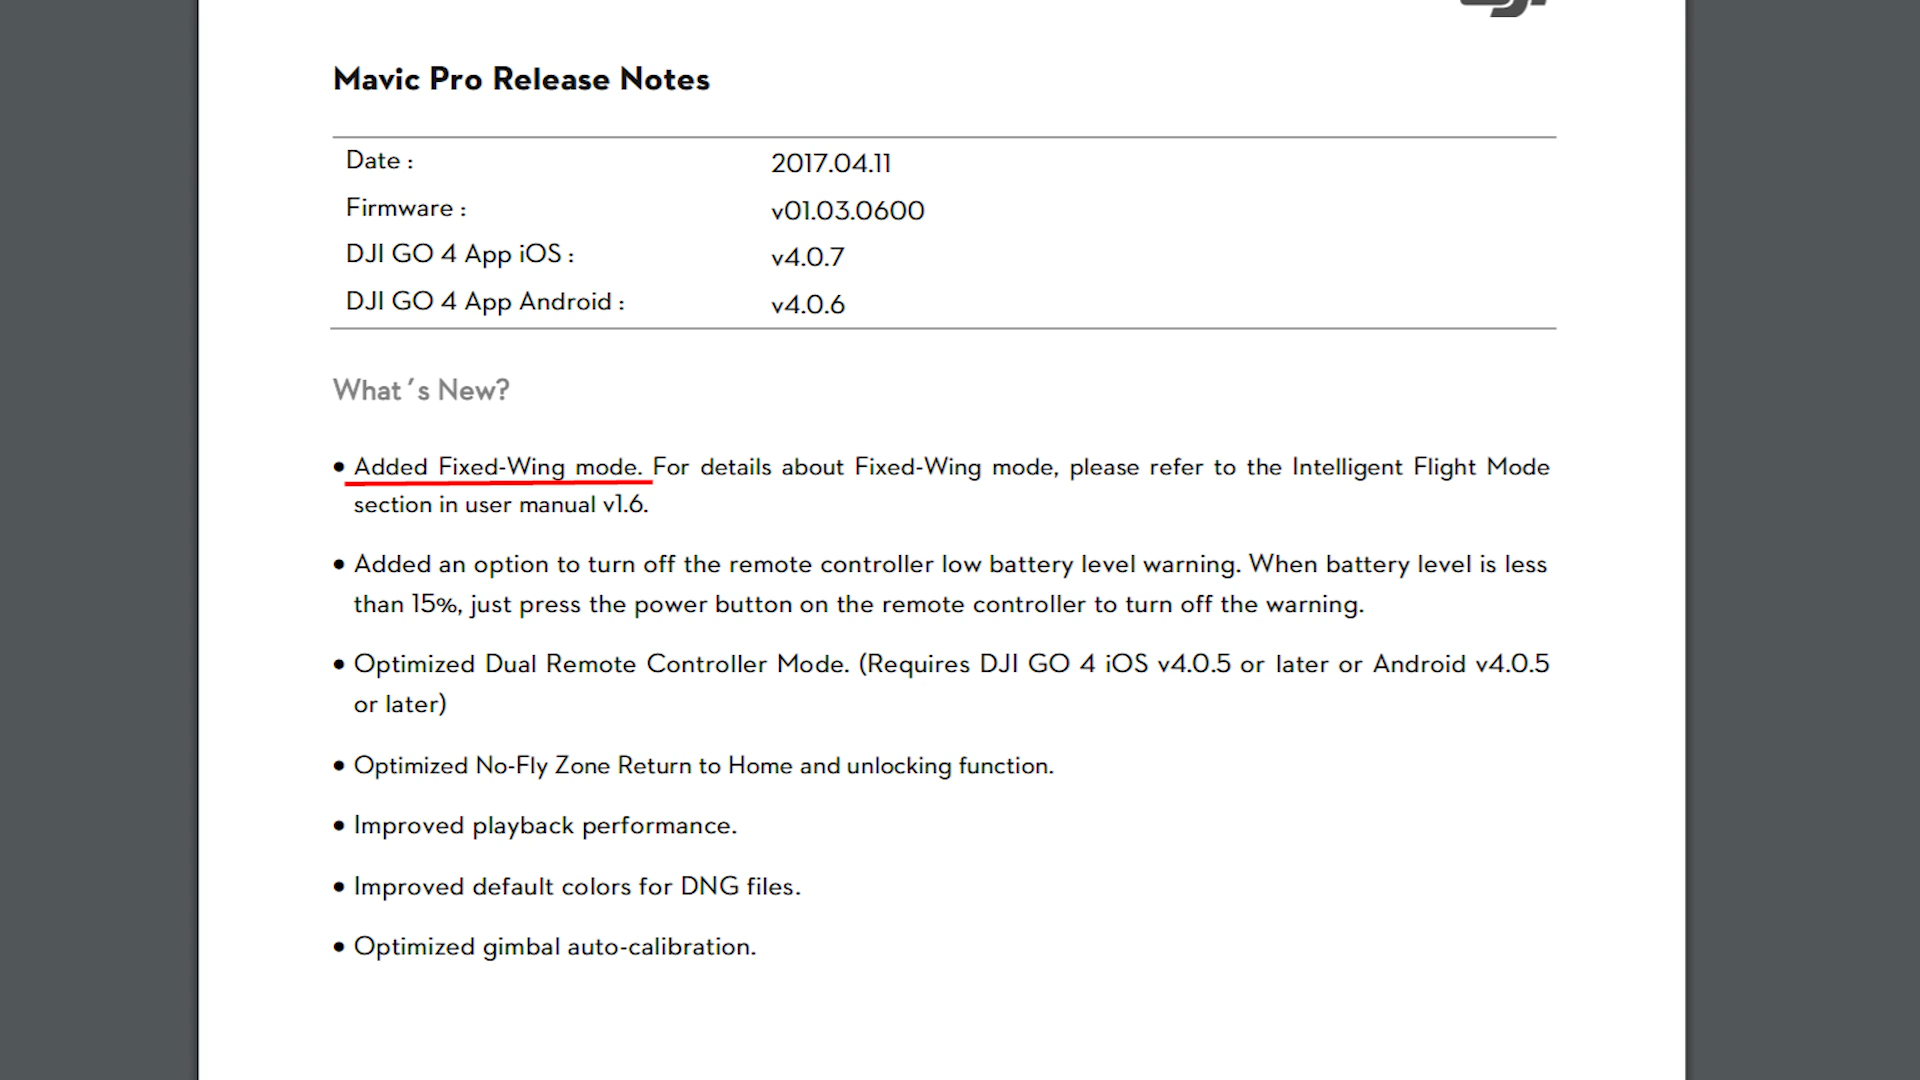 Mavic Pro Release Notes
Date :
2017.04.11
Firmware :
v01.03.0600
DJI GO 4 App iOS :
v4.0.7
DJI GO 4 App Android :
v4.0.6
What's New?
• Added Fixed-Wing mode. For details about Fixed-Wing mode, please refer to the Intelligent Flight Mode
section in user manual v1.6.
• Added an option to turn off the remote controller low battery level warning. When battery level is less
than 15%, just press the power button on the remote controller to turn off the warning.
• Optimized Dual Remote Controller Mode. (Requires DJI GO 4 iOS v4.0.5 or later or Android v4.0.5
or later)
• Optimized No-Fly Zone Return to Home and unlocking function.
• Improved playback performance.
• Improved default colors for DNG files.
• Optimized gimbal auto-calibration.